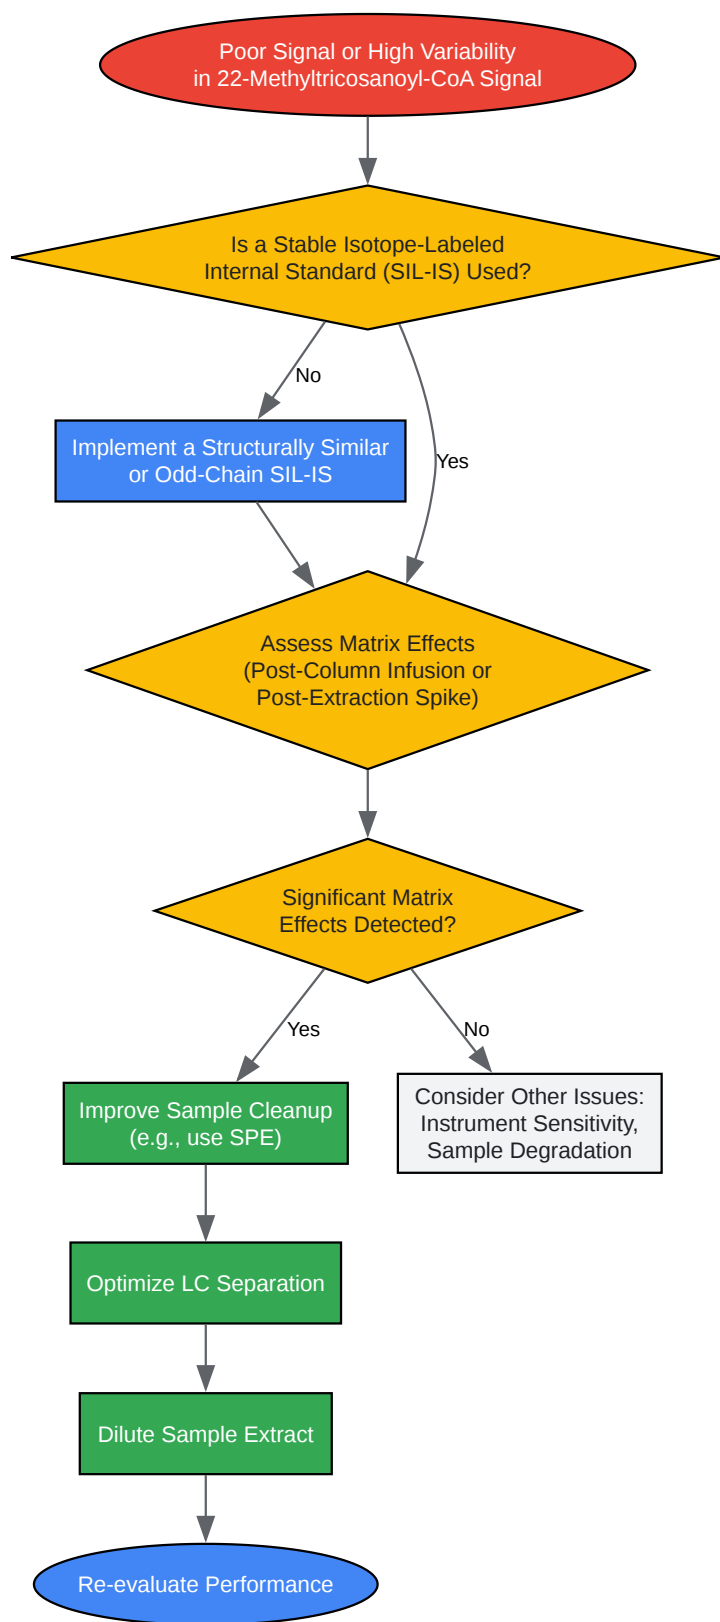 Poor Signal or High Variability
in 22-Methyltricosanoyl-CoA Signal
Is a Stable Isotope-Labeled
Internal Standard (SIL-IS) Used?
No
Implement a Structurally Similar
or Odd-Chain SIL-IS
Yes
Assess Matrix Effects
(Post-Column Infusion or
Post-Extraction Spike)
Significant Matrix
Effects Detected?
Yes
No
Improve Sample Cleanup
(e.g., use SPE)
Consider Other Issues:
Instrument Sensitivity,
Sample Degradation
Optimize LC Separation
Dilute Sample Extract
Re-evaluate Performance